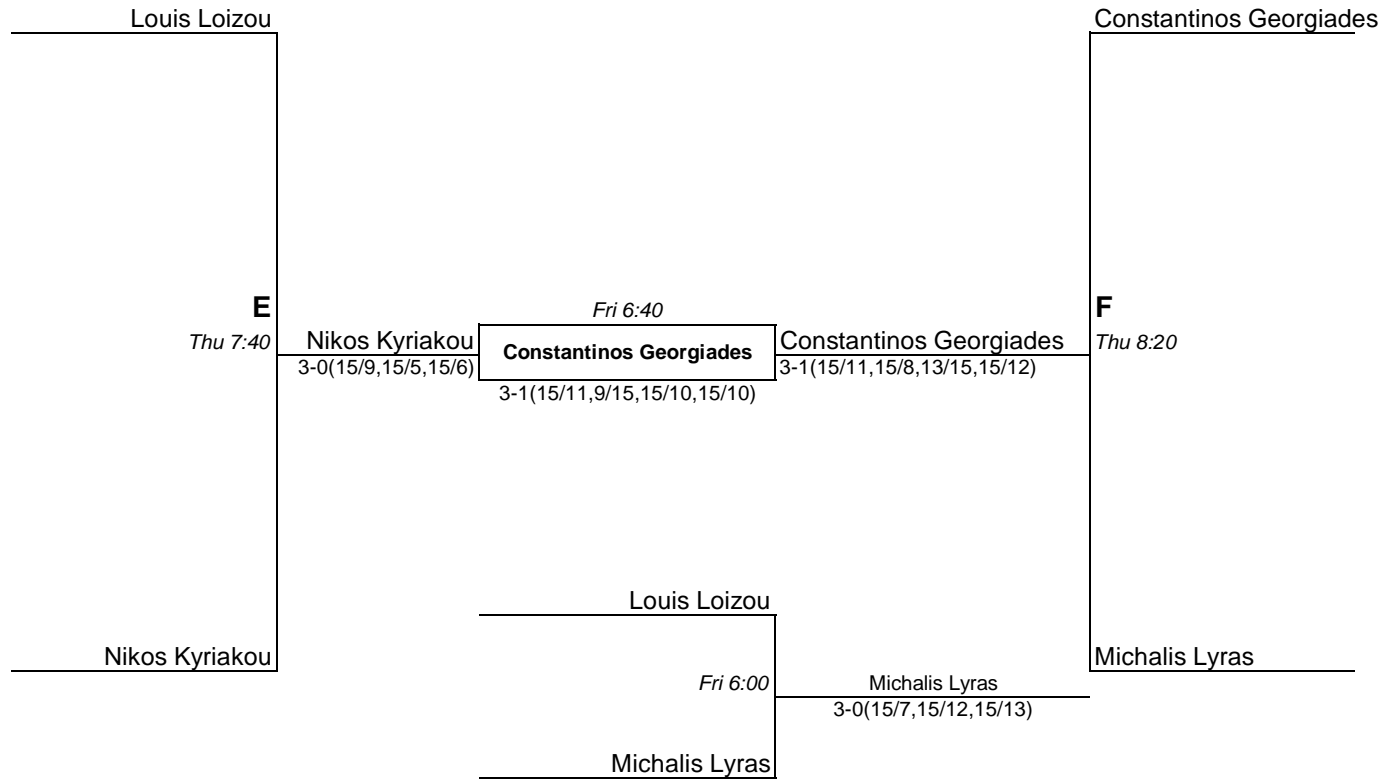 Louis Loizou
Constantinos Georgiades
E
Fri 6:40
F
Thu 7:40
Nikos Kyriakou
Constantinos Georgiades
Constantinos Georgiades
Thu 8:20
3-0(15/9,15/5,15/6)
3-1(15/11,15/8,13/15,15/12)
3-1(15/11,9/15,15/10,15/10)
Louis Loizou
Nikos Kyriakou
Michalis Lyras
Fri 6:00
Michalis Lyras
3-0(15/7,15/12,15/13)
Michalis Lyras